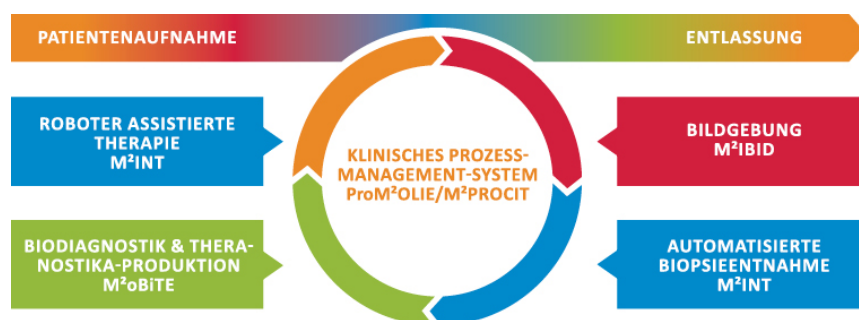 PATIENTENAUFNAHME
ENTLASSUNG
ROBOTER ASSISTIERTE
THERAPIE
M²INT
KLINISCHES PROZESS-
MANAGEMENT-SYSTEM
ProM²OLIE/M²PROCIT
BILDGEBUNG
M²IBID
BIODIAGNOSTIK & THERA-
NOSTIKA-PRODUKTION
M²oBiTE
AUTOMATISIERTE
BIOPSIEENTNAHME
M²INT